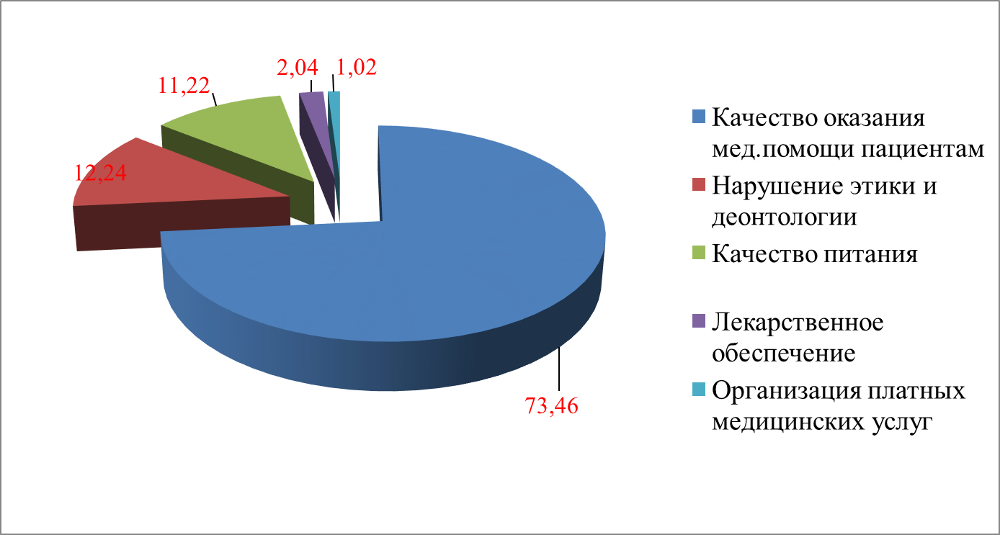 2,04
1,02
11,22
12,24
73,46
Качество оказания
мед.помощи пациентам
Нарушение этики и
деонтологии
Качество питания
Лекарственное
обеспечение
Организация платных
медицинских услуг